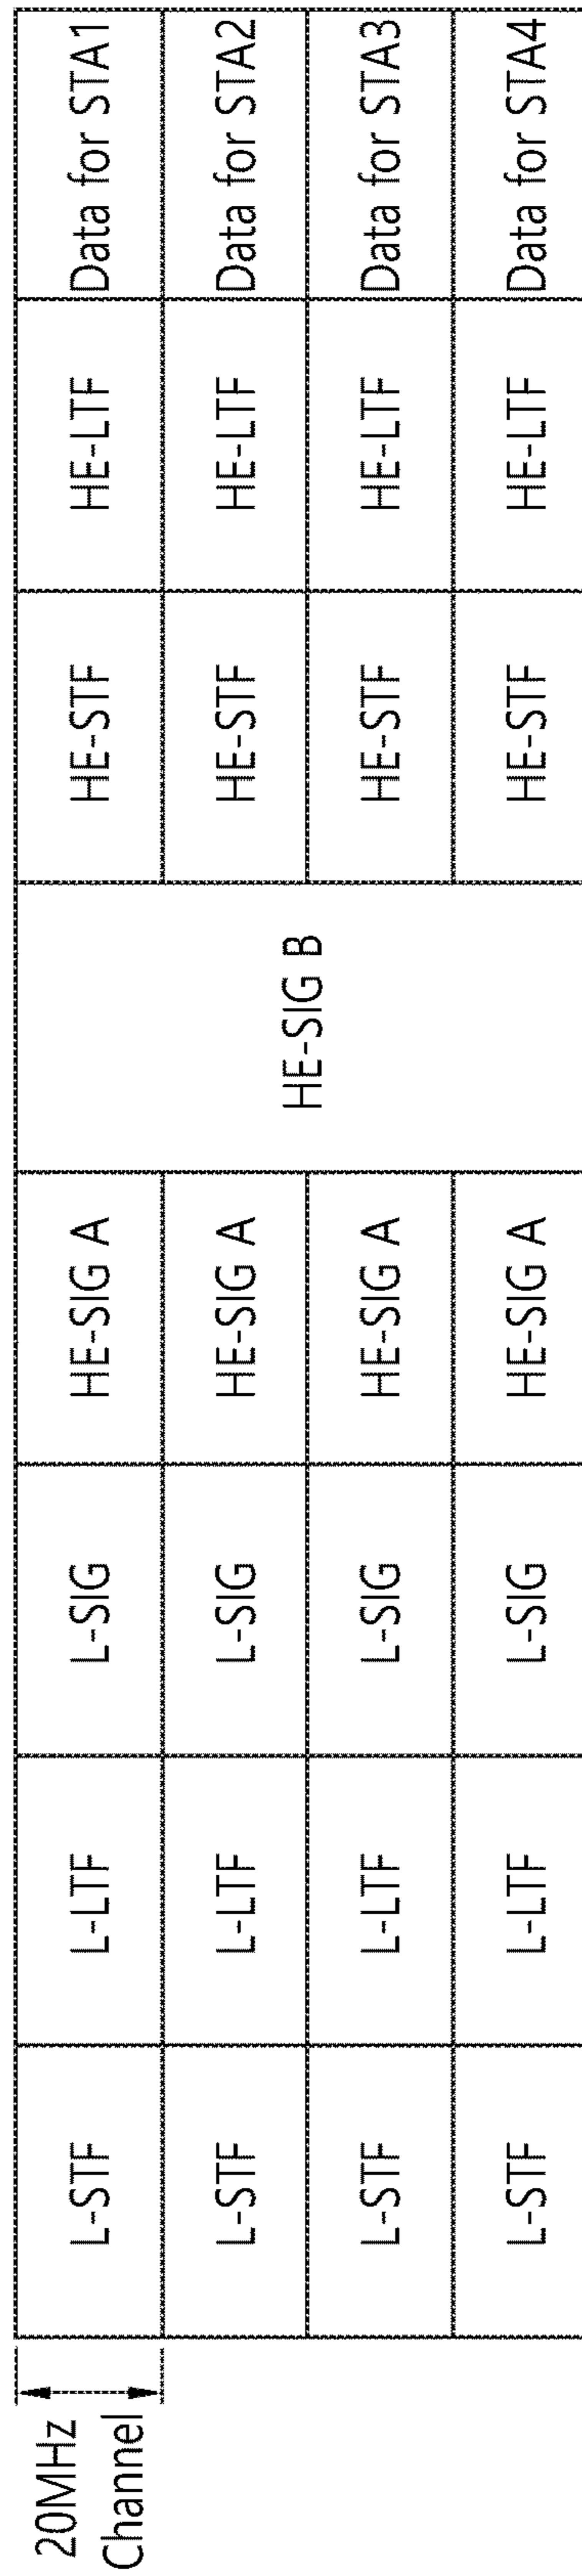 20MHz
Channel
L-STF L-LTF L-SIG HE-SIG A HE-SIG B HE-STF HE-LTF Data for STA1
L-STF L-LTF L-SIG HE-SIG A HE-STF HE-LTF Data for STA2
L-STF L-LTF L-SIG HE-SIG A HE-STF HE-LTF Data for STA3
L-STF L-LTF L-SIG HE-SIG A HE-STF HE-LTF Data for STA4